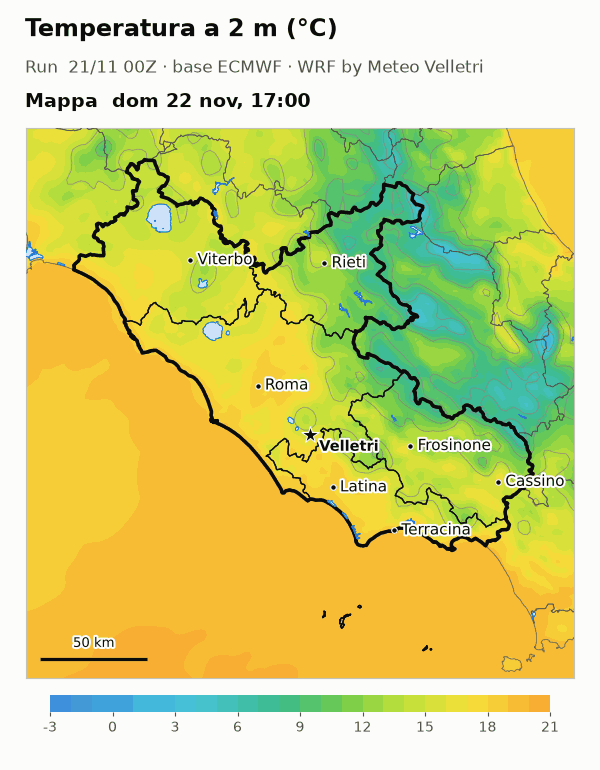 Temperatura a 2 m (°C)
Run  21/11 00Z · base ECMWF · WRF by Meteo Velletri
Mappa  dom 22 nov, 17:00
Viterbo
Rieti
Roma
Velletri
Frosinone
Cassino
Latina
Terracina
50 km
-3 0 3 6 9 12 15 18 21